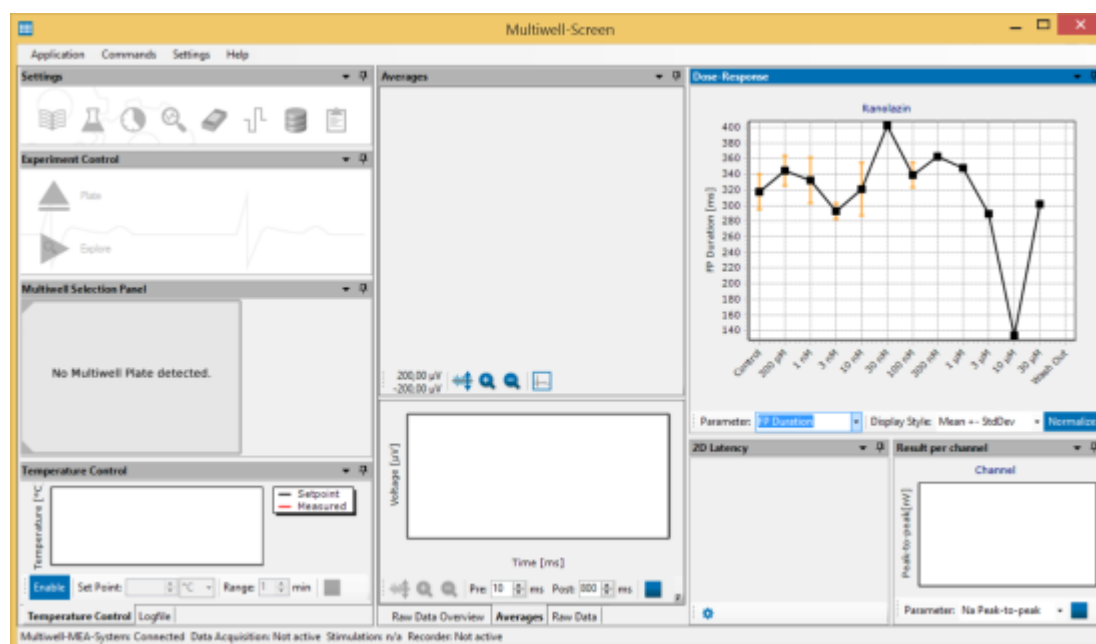 Multiwell-Screen
Application Commands Settings Help
Settings
Experiment Control
Plate
Explore
Multiwell Selection Panel
No Multiwell Plate detected.
Temperature Control
Temperature [°C
Setpoint
Measured
Enable Set Point: °C Range: 1 min
Temperature Control Logfile
Averages
200,00 µV
-200,00 µV
Voltage [µV]
Time [ms]
Pre: 10 ms Post: 800 ms
Raw Data Overview Averages Raw Data
Dose-Response
Ranolazin
FP Duration [ms]
400
380
360
340
320
300
280
260
240
220
200
180
160
140
Control
300 pM
1 nM
3 nM
10 nM
30 nM
100 nM
300 nM
1 µM
3 µM
10 µM
30 µM
Wash Out
Parameter: FP Duration Display Style: Mean +- StdDev Normalize
2D Latency
Result per channel
Channel
Peak-to-peak[nV]
Parameter: Na Peak-to-peak
Multiwell-MEA-System: Connected Data Acquisition: Not active Stimulation: n/a Recorder: Not active